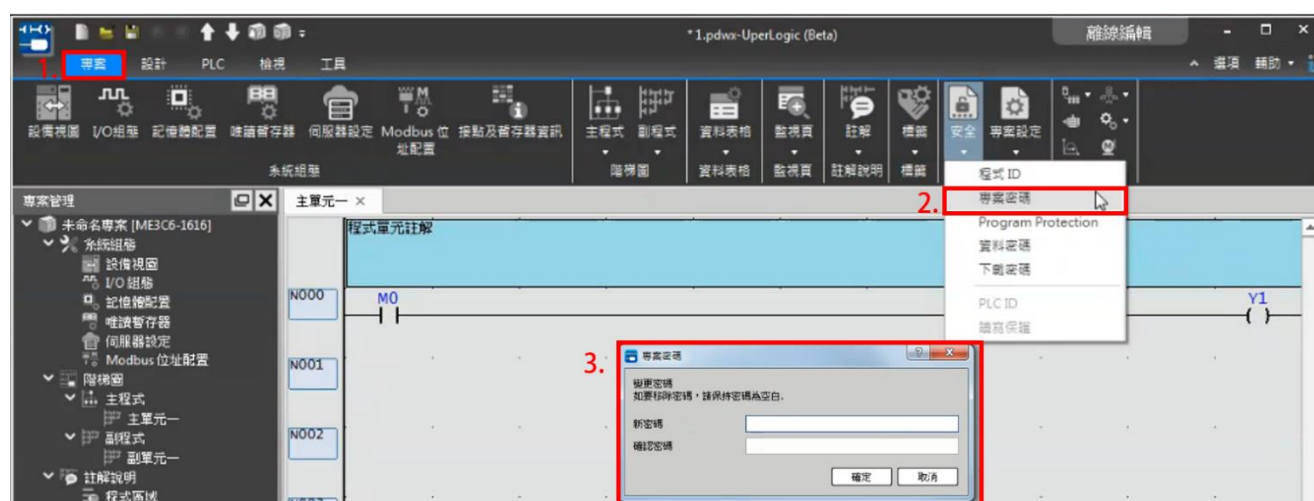 *1.pdwx-UperLogic (Beta)
離線編輯
1.
專案 設計 PLC 檢視 工具
選項 輔助
設備視圖 I/O組態 記憶體配置 唯讀暫存器 伺服器設定 Modbus 位址配置 接點及暫存器資訊 主程式 副程式 資料表格 監視頁 註解 標籤 安全 專案設定
系統組態 階梯圖 資料表格 監視頁 註解說明 標籤
程式 ID
2.
專案密碼
Program Protection
資料密碼
下載密碼
PLC ID
讀寫保護
專案管理
主單元一
未命名專案 [ME3C6-1616]
系統組態
設備視圖
I/O 組態
記憶體配置
唯讀暫存器
伺服器設定
Modbus 位址配置
階梯圖
主程式
主單元一
副程式
副單元一
註解說明
程式區域
程式單元註解
N000
M0
Y1
N001
N002
N003
3.
專案密碼
變更密碼
如要移除密碼，請保持密碼為空白.
新密碼
確認密碼
確定 取消